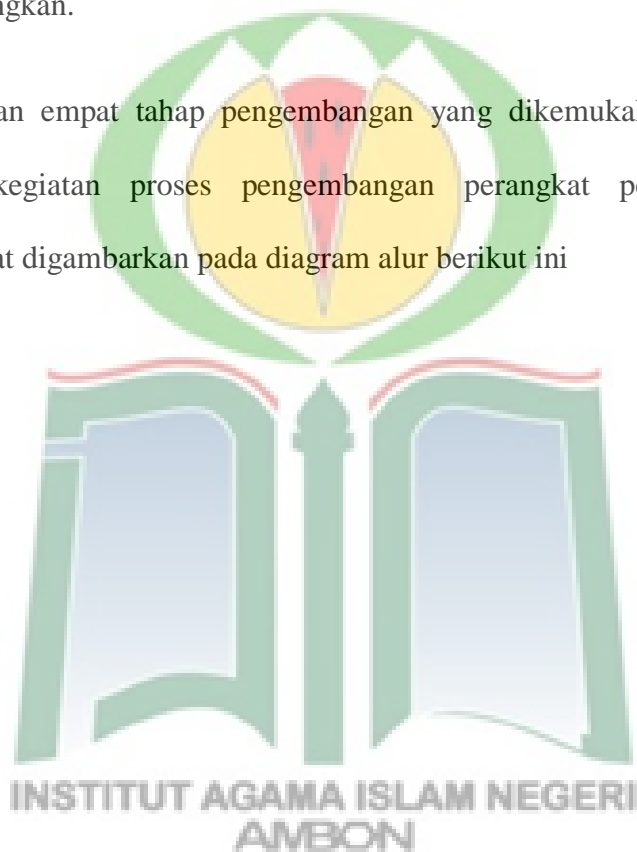 ngkan.
an empat tahap pengembangan yang dikemukal
kegiatan proses pengembangan perangkat pe
at digambarkan pada diagram alur berikut ini
INSTITUT AGAMA ISLAM NEGERI
AMBON